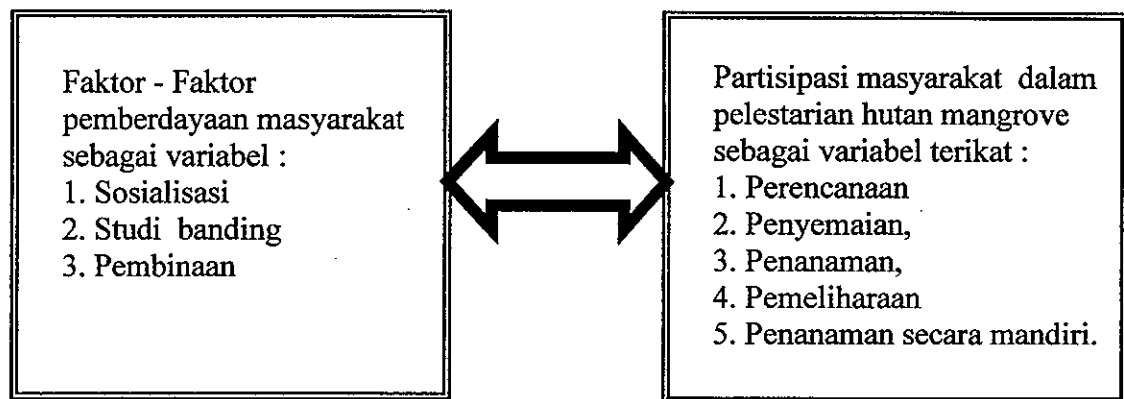 Faktor - Faktor
pemberdayaan masyarakat
sebagai variabel :
1. Sosialisasi
2. Studi banding
3. Pembinaan
Partisipasi masyarakat dalam
pelestarian hutan mangrove
sebagai variabel terikat :
1. Perencanaan
2. Penyemaian,
3. Penanaman,
4. Pemeliharaan
5. Penanaman secara mandiri.